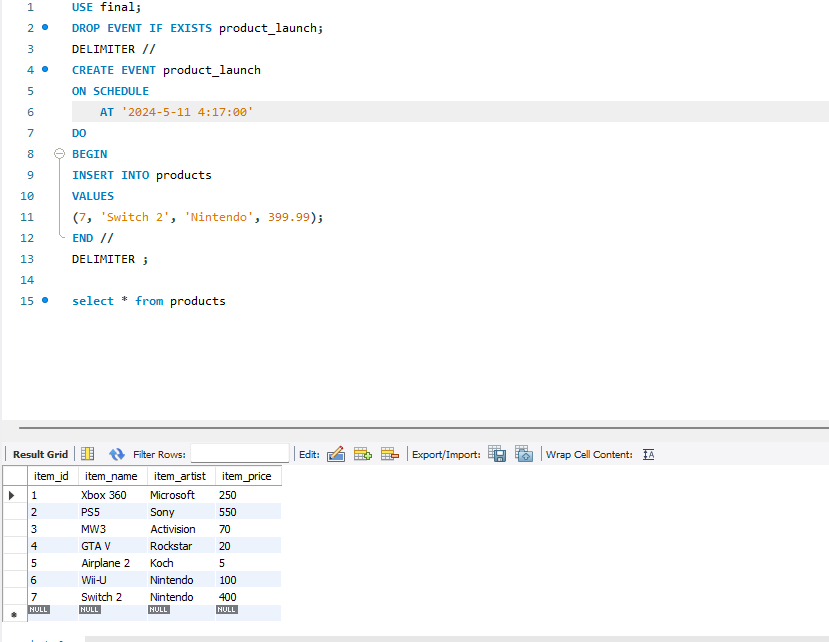 1 USE final;
2 DROP EVENT IF EXISTS product_launch;
3 DELIMITER //
4 CREATE EVENT product_launch
5 ON SCHEDULE
6 AT '2024-5-11 4:17:00'
7 DO
8 BEGIN
9 INSERT INTO products
10 VALUES
11 (7, 'Switch 2', 'Nintendo', 399.99);
12 END //
13 DELIMITER ;
14
15 select * from products
Result Grid Filter Rows: Edit: Export/Import: Wrap Cell Content: IA
item_id item_name item_artist item_price
1 Xbox 360 Microsoft 250
2 PS5 Sony 550
3 MW3 Activision 70
4 GTA V Rockstar 20
5 Airplane 2 Koch 5
6 Wii-U Nintendo 100
7 Switch 2 Nintendo 400
NULL NULL NULL NULL